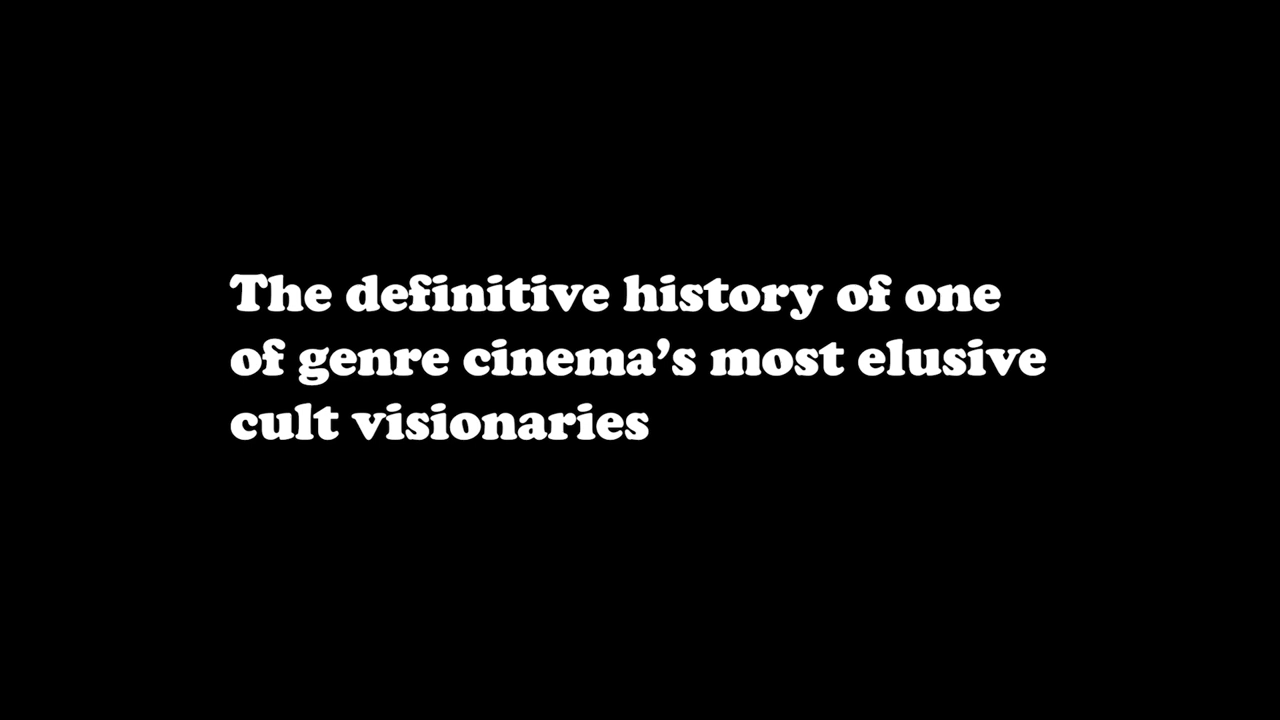 The definitive history of one
of genre cinema’s most elusive
cult visionaries